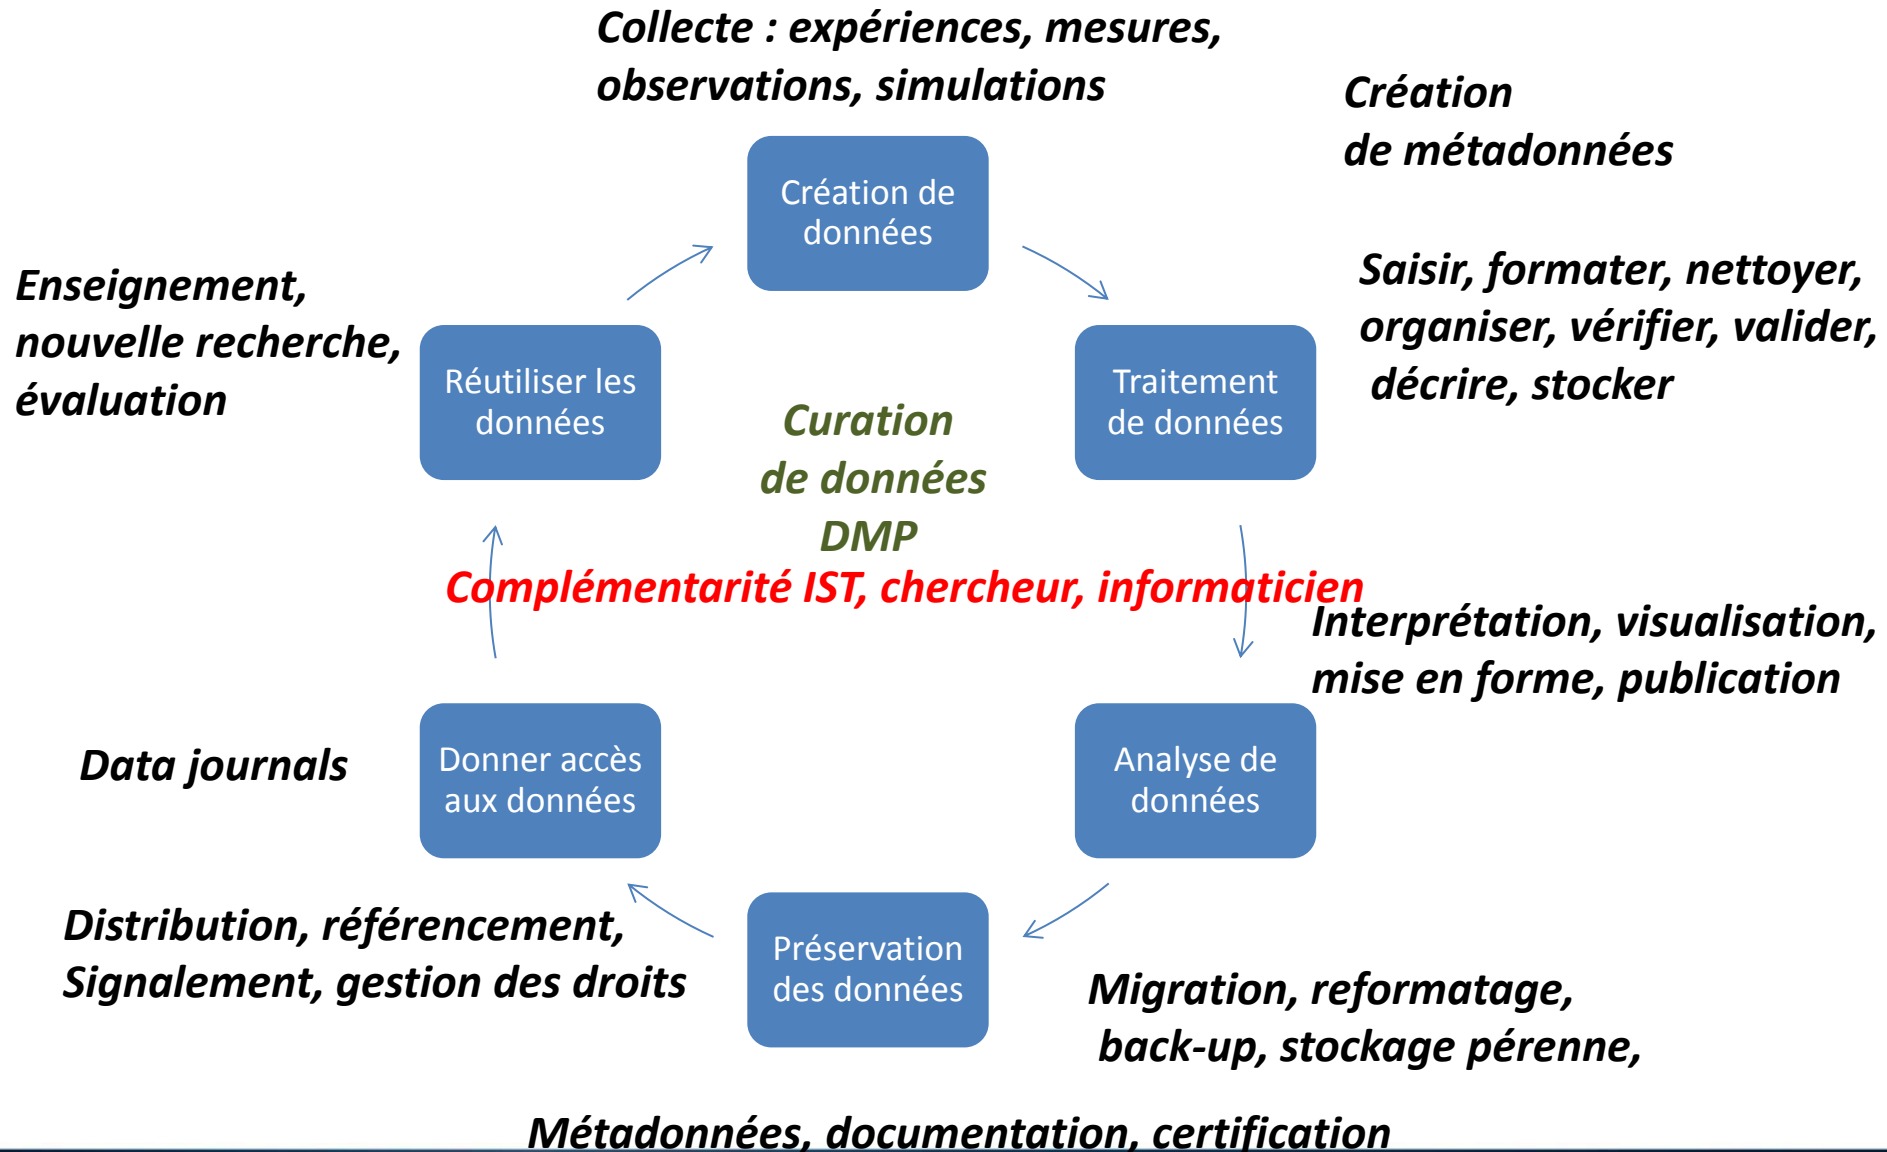 Collecte : expériences, mesures,
observations, simulations
Création
de métadonnées
Création de
données
Saisir, formater, nettoyer,
organiser, vérifier, valider,
décrire, stocker
Enseignement,
nouvelle recherche,
évaluation
Réutiliser les
données
Traitement
de données
Curation
de données
DMP
Complémentarité IST, chercheur, informaticien
Interprétation, visualisation,
mise en forme, publication
Data journals
Donner accès
aux données
Analyse de
données
Distribution, référencement,
Signalement, gestion des droits
Préservation
des données
Migration, reformatage,
back-up, stockage pérenne,
Métadonnées, documentation, certification